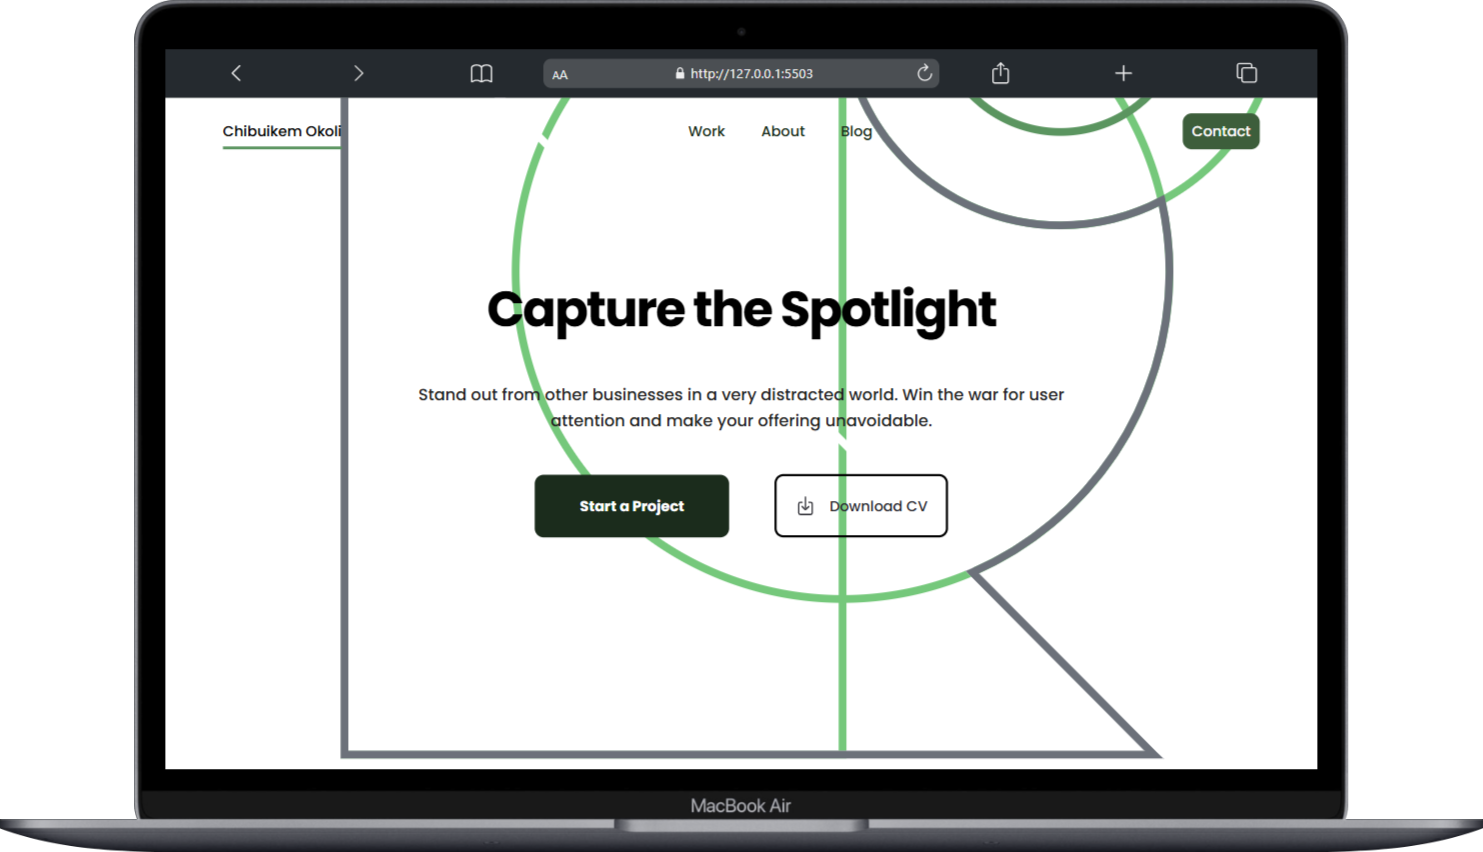 AA
http://127.0.0.1:5503
Chibuikem Okoli
Work
About
Blog
Contact
Capture the Spotlight
Stand out from other businesses in a very distracted world. Win the war for user
attention and make your offering unavoidable.
Start a Project
Download CV
MacBook Air